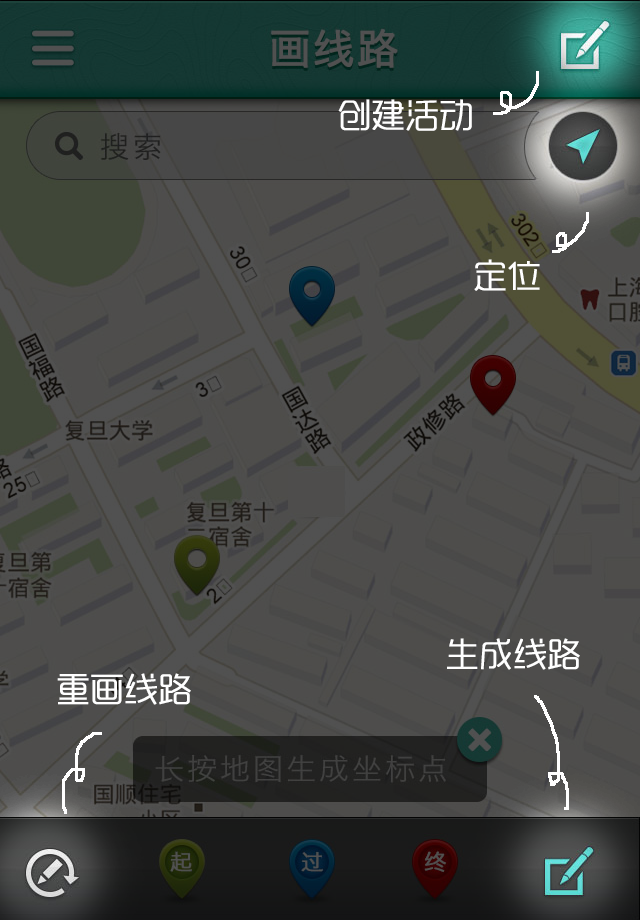 画线路
创建活动
搜索
定位
302
30
上海
口腔
国福路
3
国达路
政修路
复旦大学
路
25
复旦第十
二宿舍
复旦第
十宿舍
2
生成线路
重画线路
长按地图生成坐标点
国顺住宅
小区
起
过
终